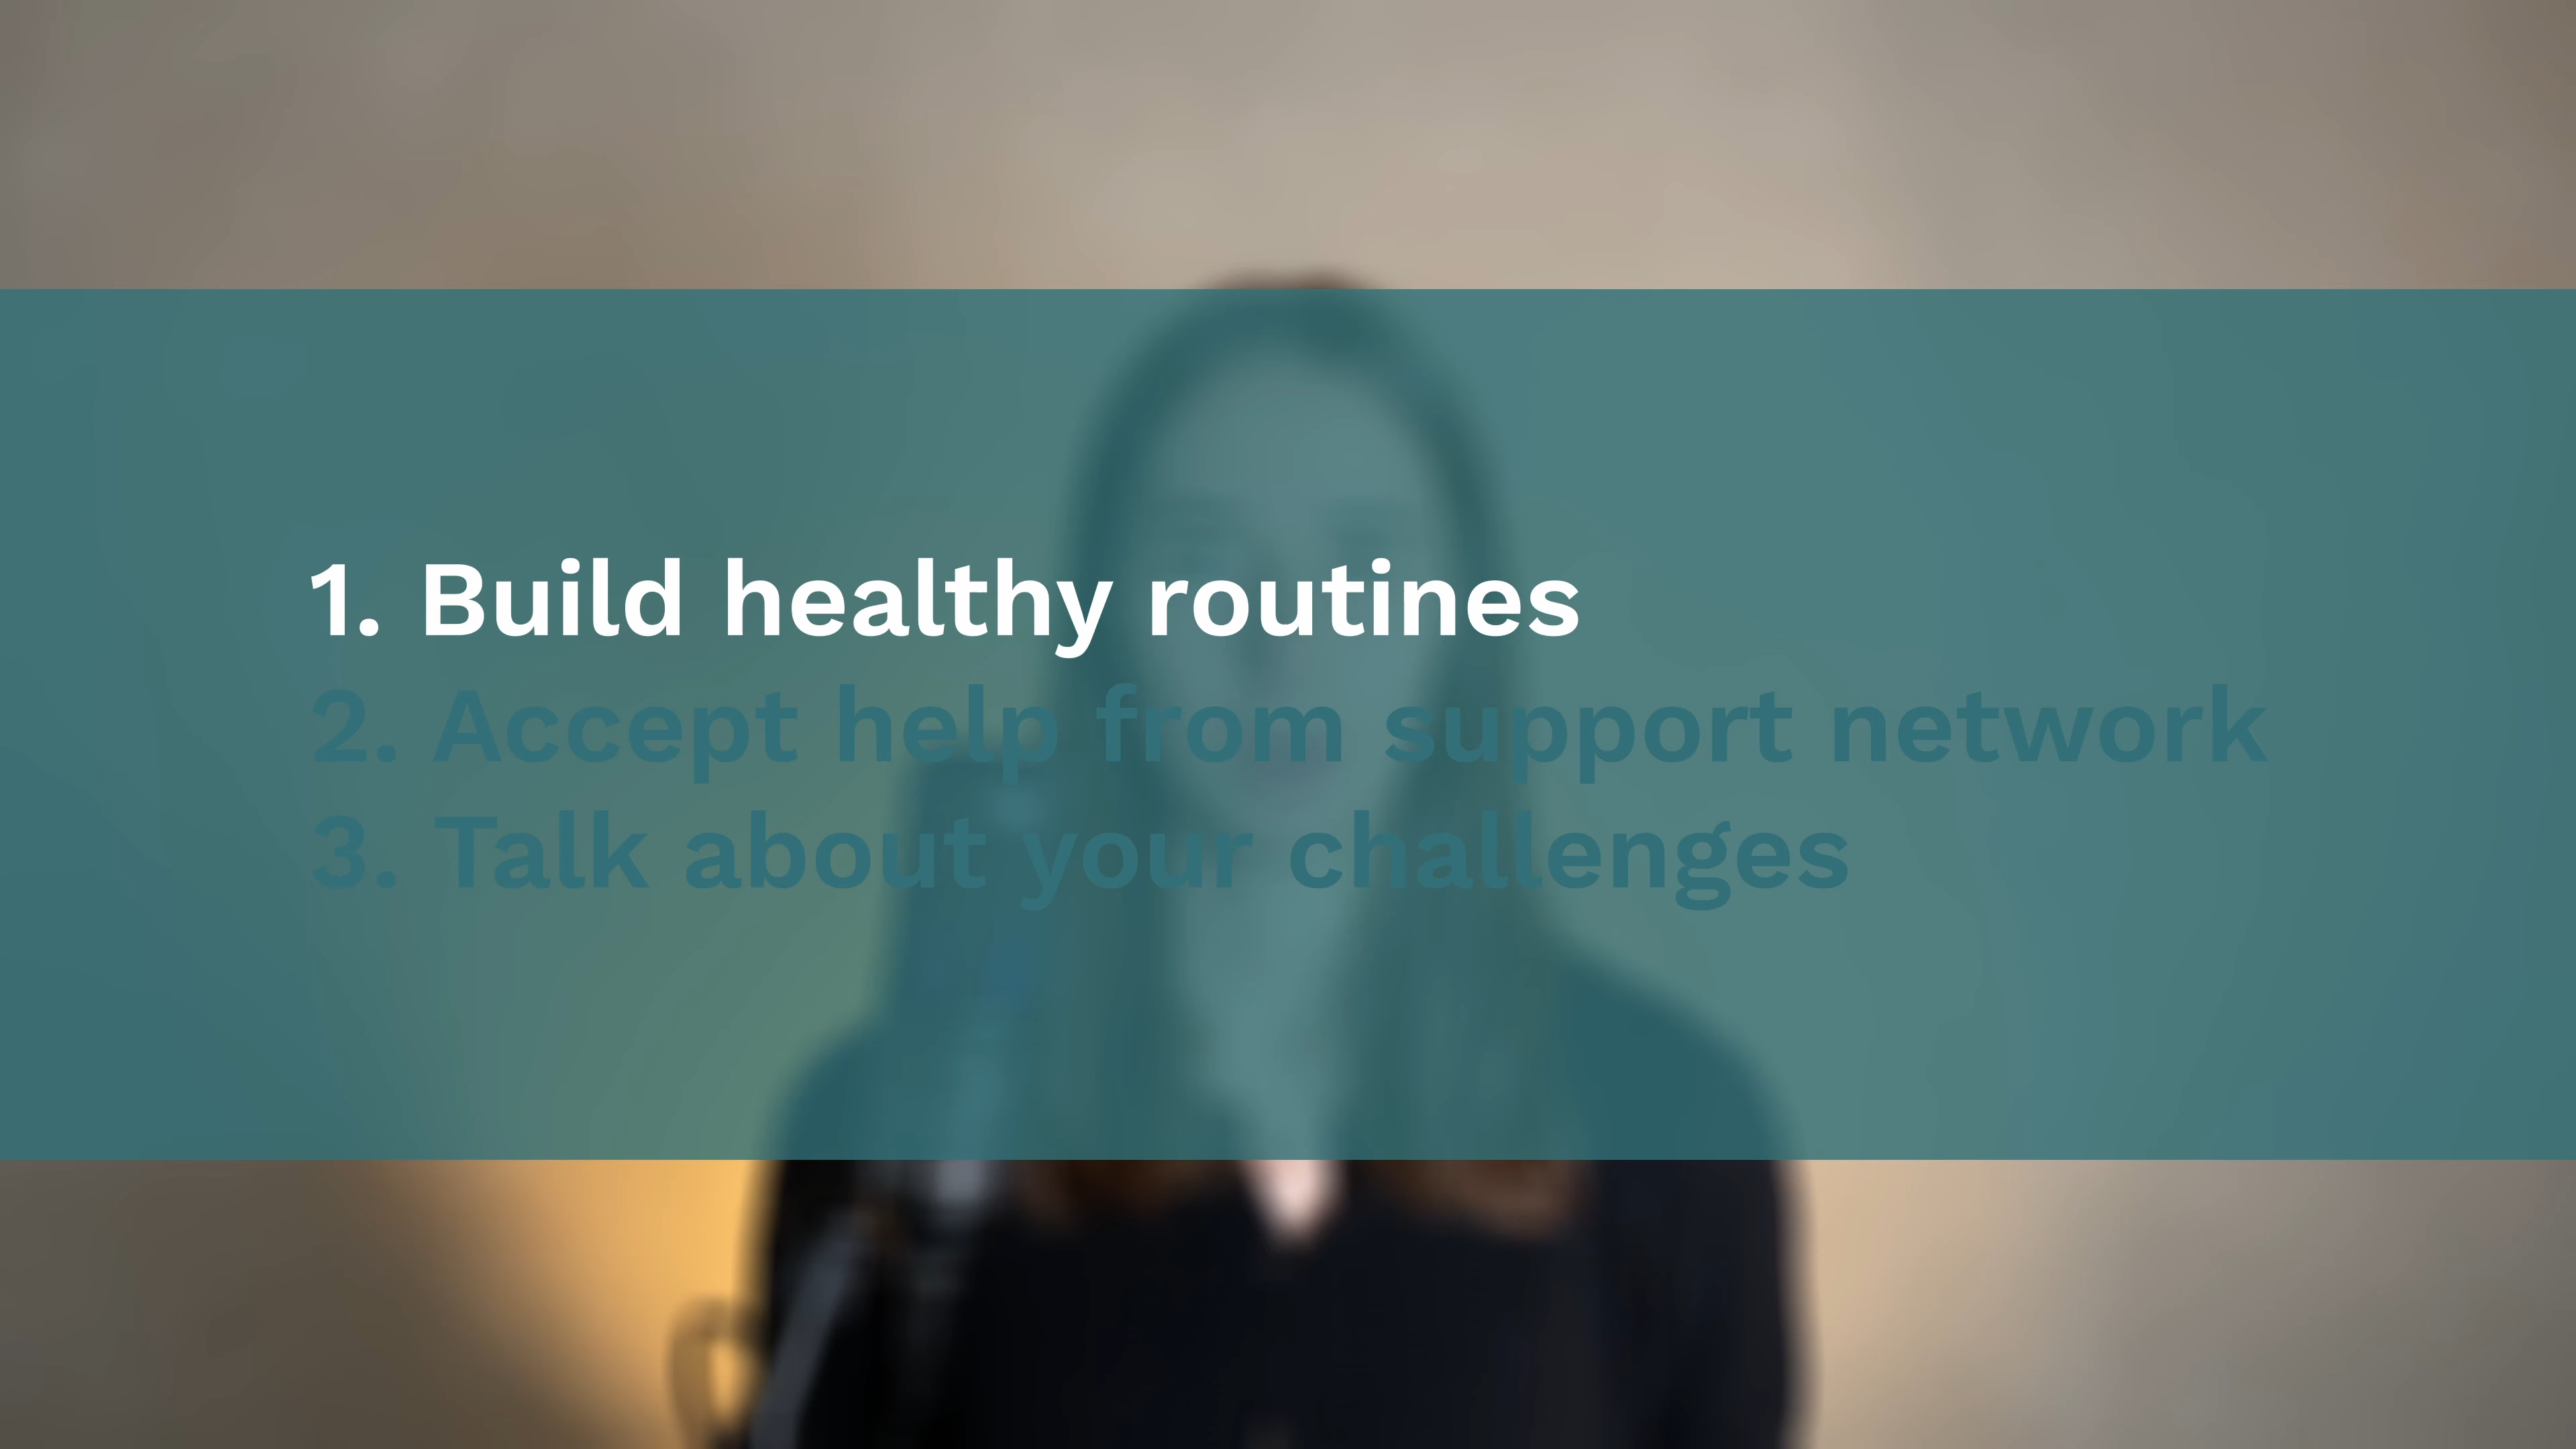 1. Build healthy routines
2. Accept help from support network
3. Talk about your challenges